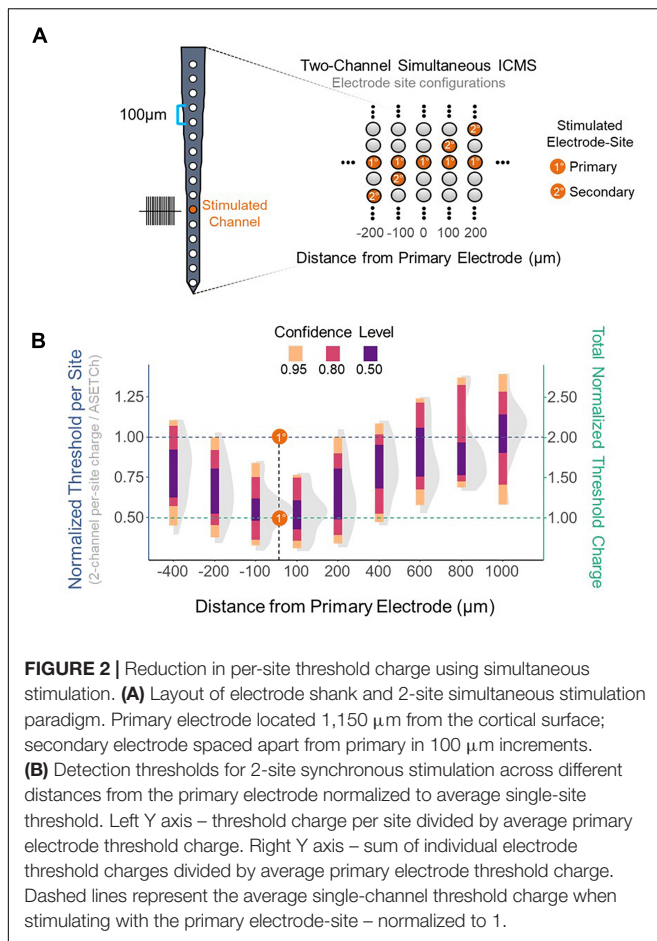 A
Two-Channel Simultaneous ICMS
Electrode site configurations
100μm
Stimulated
Channel
2°
2°
1° 1° 1° 1° 1°
2°
2°
-200 -100 0 100 200
Distance from Primary Electrode (μm)
Stimulated
Electrode-Site
1° Primary
2° Secondary
B
Confidence Level
0.95 0.80 0.50
Normalized Threshold per Site
(2-channel per-site charge / ASETCh)
1.25
1.00
0.75
0.50
1°
1°
2.50
2.00
1.50
1.00
Total Normalized
Threshold Charge
-400 -200 -100 100 200 400 600 800 1000
Distance from Primary Electrode (μm)
FIGURE 2 | Reduction in per-site threshold charge using simultaneous
stimulation. (A) Layout of electrode shank and 2-site simultaneous stimulation
paradigm. Primary electrode located 1,150 μm from the cortical surface;
secondary electrode spaced apart from primary in 100 μm increments.
(B) Detection thresholds for 2-site synchronous stimulation across different
distances from the primary electrode normalized to average single-site
threshold. Left Y axis – threshold charge per site divided by average primary
electrode threshold charge. Right Y axis – sum of individual electrode
threshold charges divided by average primary electrode threshold charge.
Dashed lines represent the average single-channel threshold charge when
stimulating with the primary electrode-site – normalized to 1.